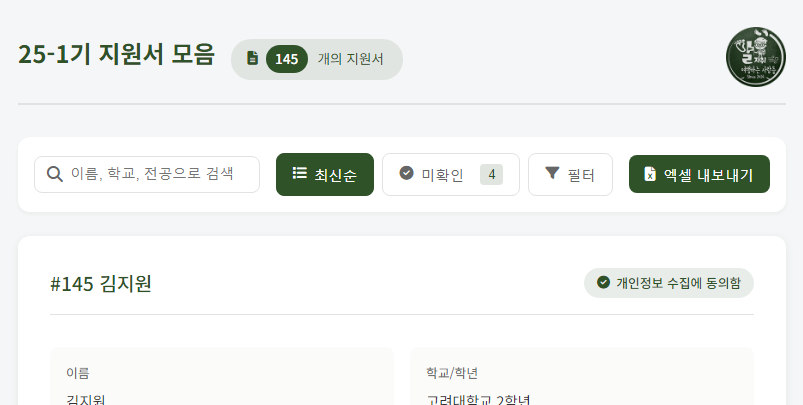 25-1기 지원서 모음
145 개의 지원서
이름, 학교, 전공으로 검색
최신순
미확인 4
필터
엑셀 내보내기
#145 김지원
개인정보 수집에 동의함
이름
학교/학년
김지원
고려대학교 2학년